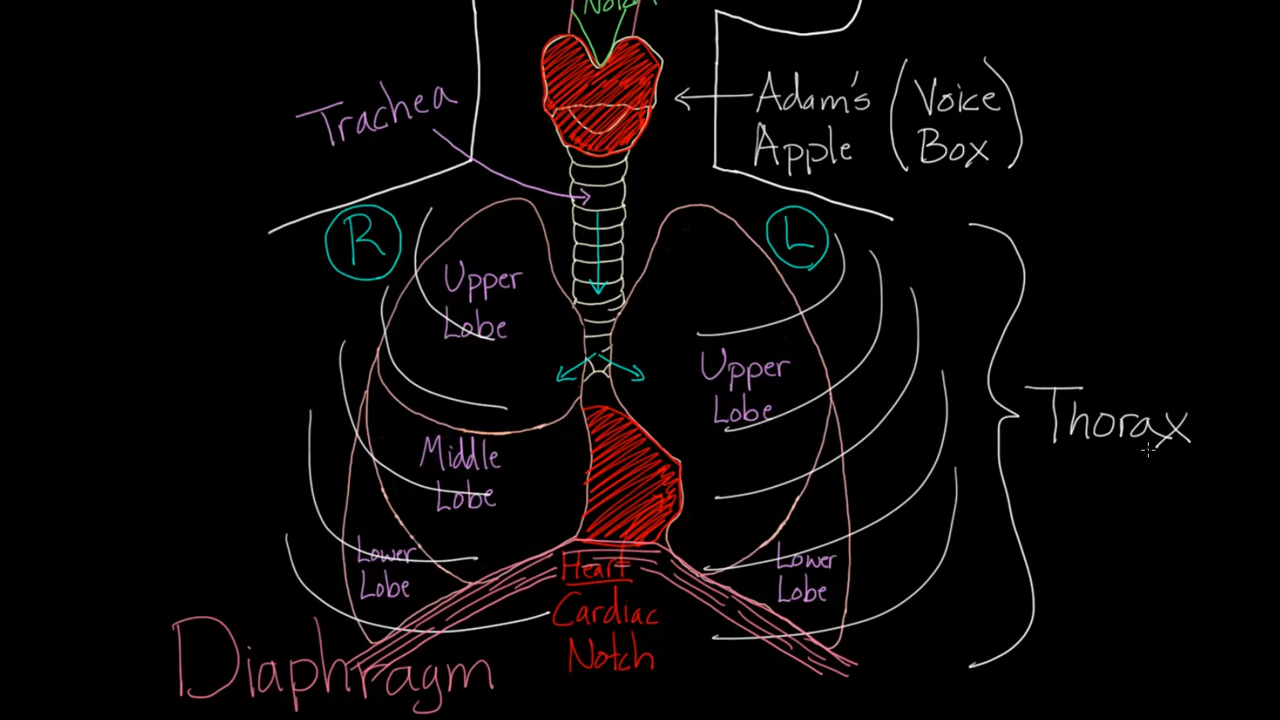 Notch
Trachea
Adam's
Apple
(Voice
Box)
R
L
Upper
Lobe
Upper
Lobe
Middle
Lobe
Thorax
Lower
Lobe
Lower
Lobe
Heart
Cardiac
Notch
Diaphragm